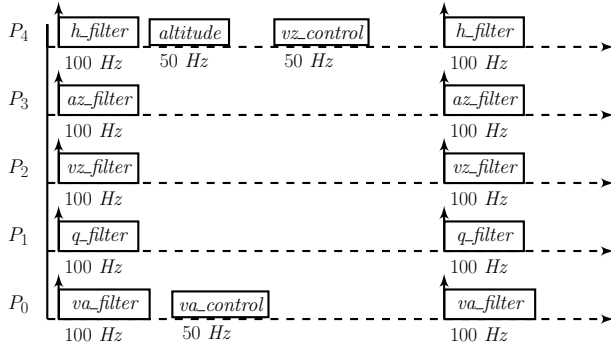 P4 h_filter altitude vz_control h_filter
100 Hz 50 Hz 50 Hz 100 Hz
P3 az_filter az_filter
100 Hz 100 Hz
P2 vz_filter vz_filter
100 Hz 100 Hz
P1 q_filter q_filter
100 Hz 100 Hz
P0 va_filter va_control va_filter
100 Hz 50 Hz 100 Hz